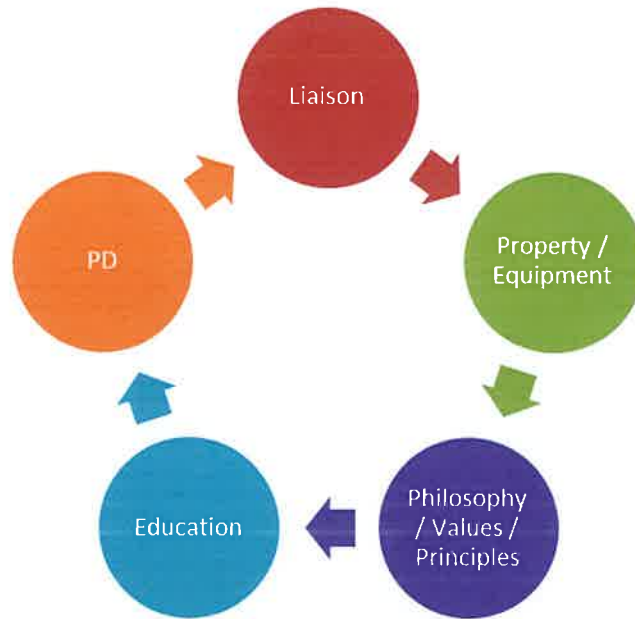 Liaison
Property /
Equipment
Philosophy
/ Values /
Principles
Education
PD